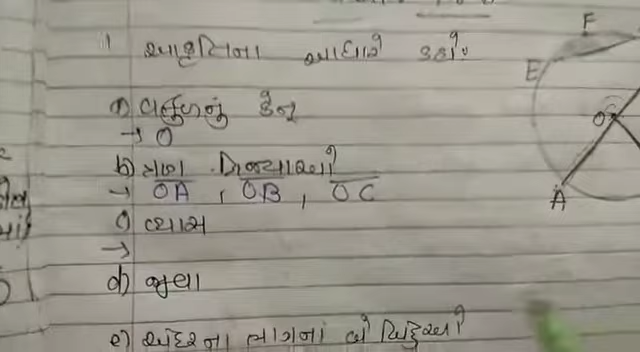 1 આકૃતિના આધારે કહો :
a) વર્તુળનું કેન્દ્ર
→ O
b) ત્રણ ત્રિજ્યાઓ
→ OA , OB , OC
c) વ્યાસ
→
d) જીવા
e) અંદરના ભાગનાં બે બિંદુઓ
F
E
O
A